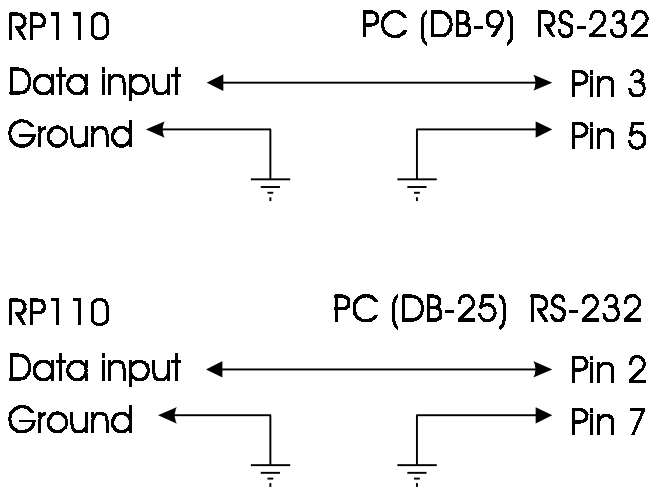 RP110 PC (DB-9) RS-232
Data input Pin 3
Ground Pin 5
RP110 PC (DB-25) RS-232
Data input Pin 2
Ground Pin 7